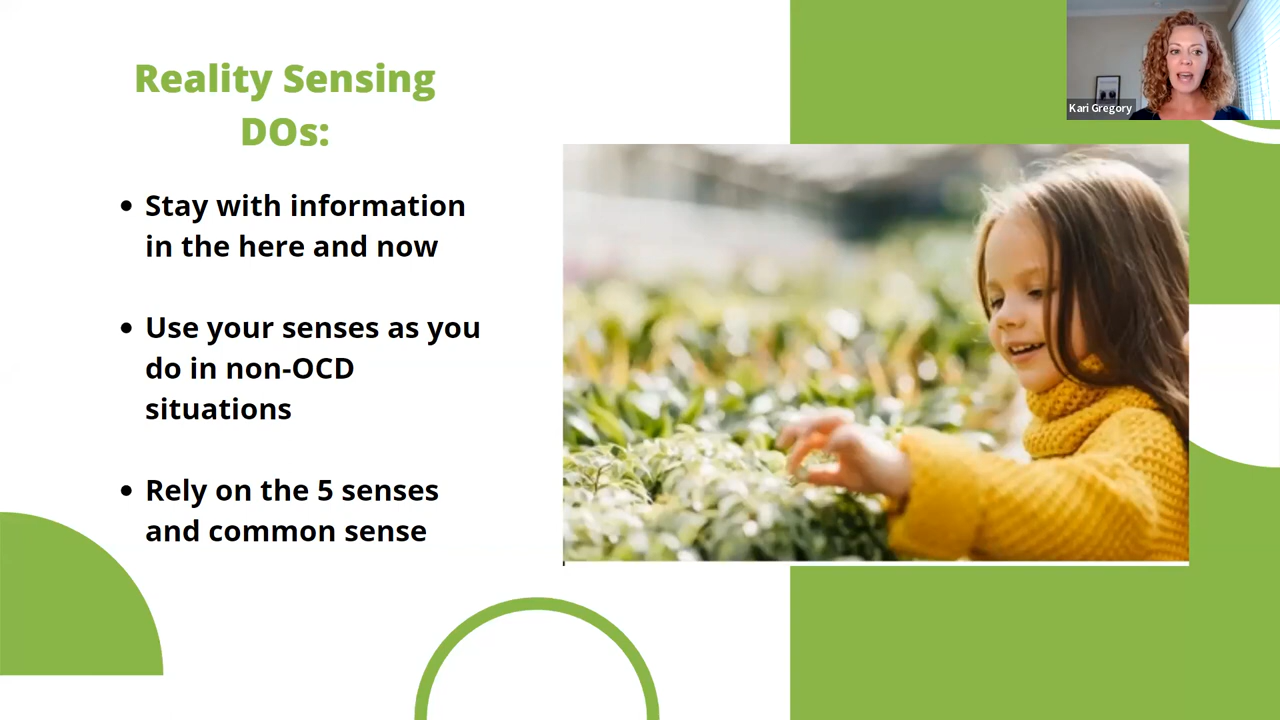 Reality Sensing
DOs:
• Stay with information
in the here and now
• Use your senses as you
do in non-OCD
situations
• Rely on the 5 senses
and common sense
Kari Gregory